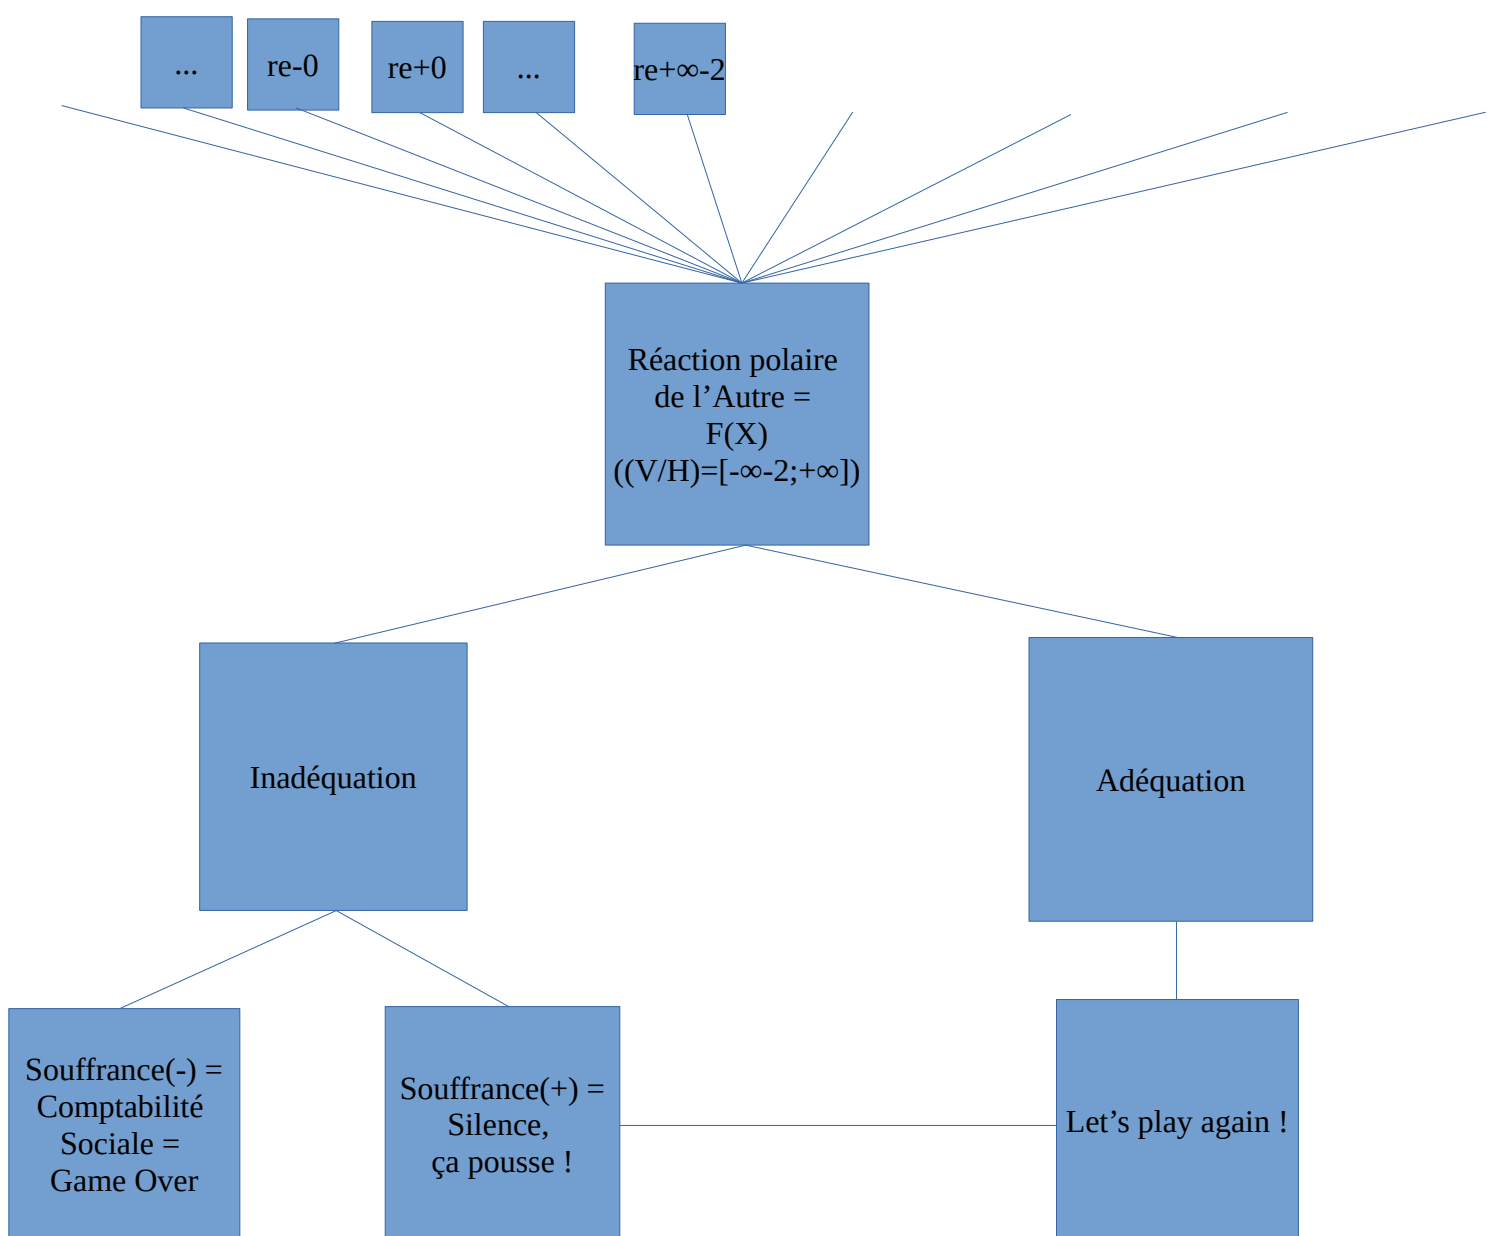 ...
re-0
re+0
...
re+∞-2
Réaction polaire
de l’Autre =
F(X)
((V/H)=[-∞-2;+∞])
Inadéquation
Adéquation
Souffrance(-) =
Comptabilité
Sociale =
Game Over
Souffrance(+) =
Silence,
ça pousse !
Let’s play again !